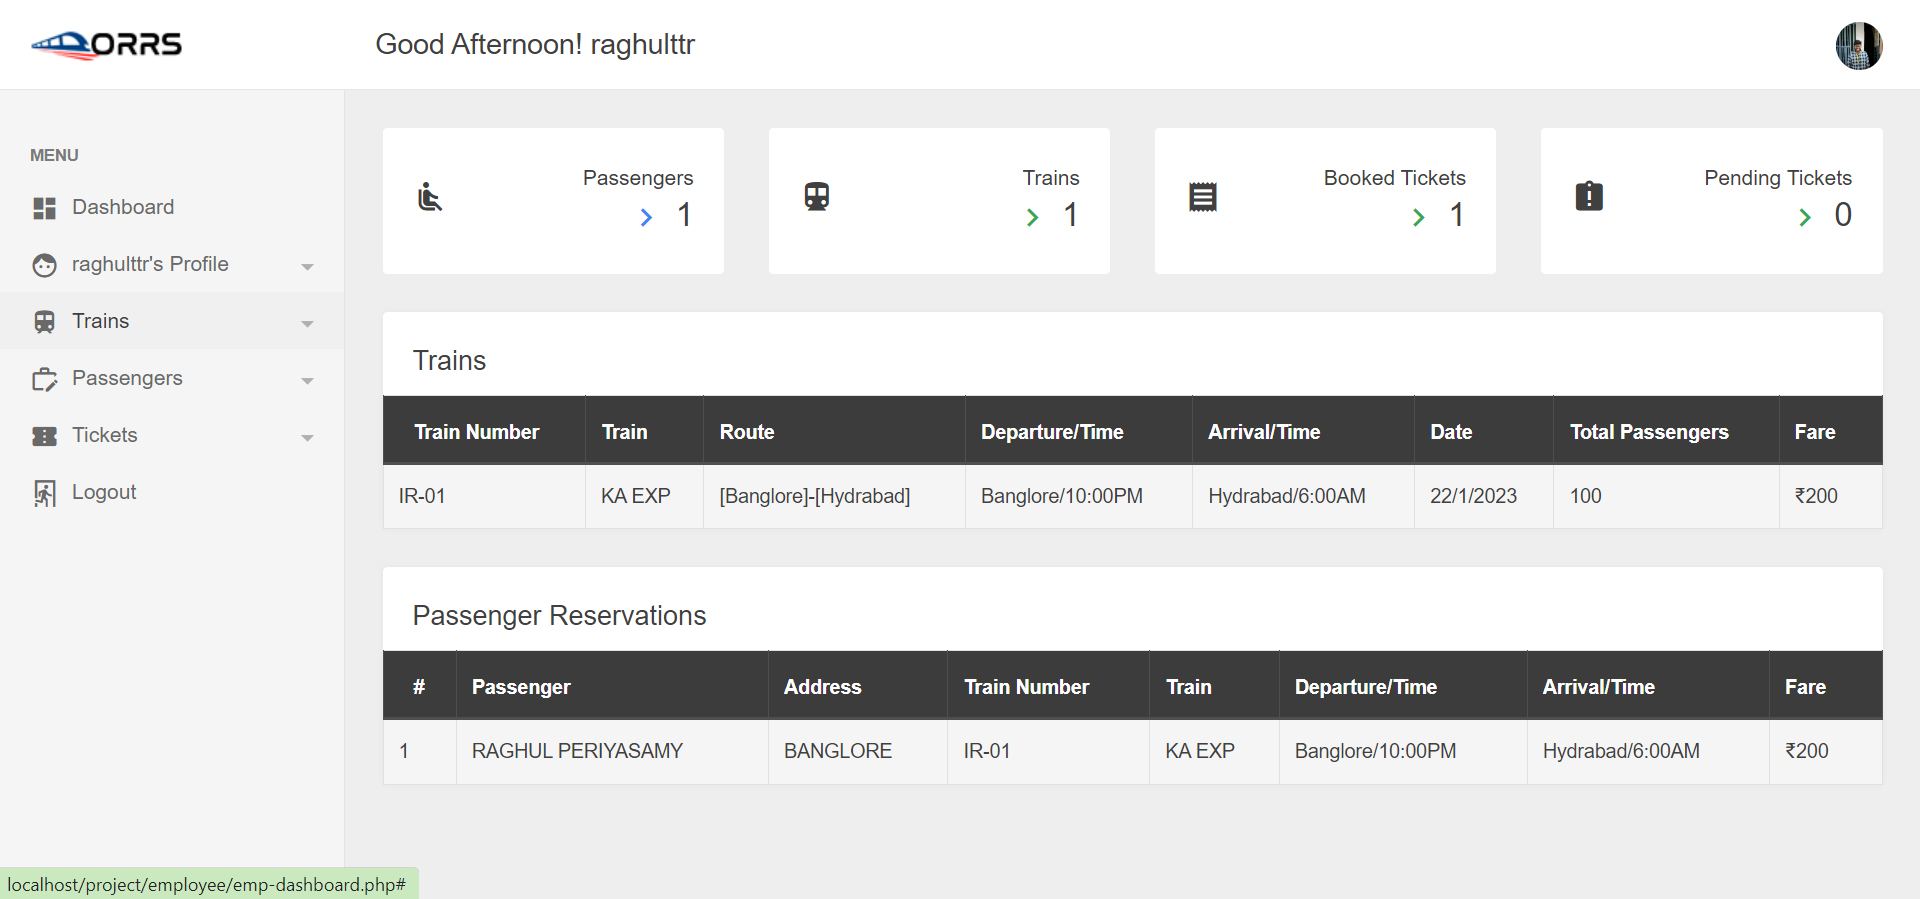 ORRS
Good Afternoon! raghulttr
MENU
Dashboard
raghulttr's Profile
Trains
Passengers
Tickets
Logout
Passengers
1
Trains
1
Booked Tickets
1
Pending Tickets
0
Trains
Train Number Train Route Departure/Time Arrival/Time Date Total Passengers Fare
IR-01 KA EXP [Banglore]-[Hydrabad] Banglore/10:00PM Hydrabad/6:00AM 22/1/2023 100 ₹200
Passenger Reservations
# Passenger Address Train Number Train Departure/Time Arrival/Time Fare
1 RAGHUL PERIYASAMY BANGLORE IR-01 KA EXP Banglore/10:00PM Hydrabad/6:00AM ₹200
localhost/project/employee/emp-dashboard.php#